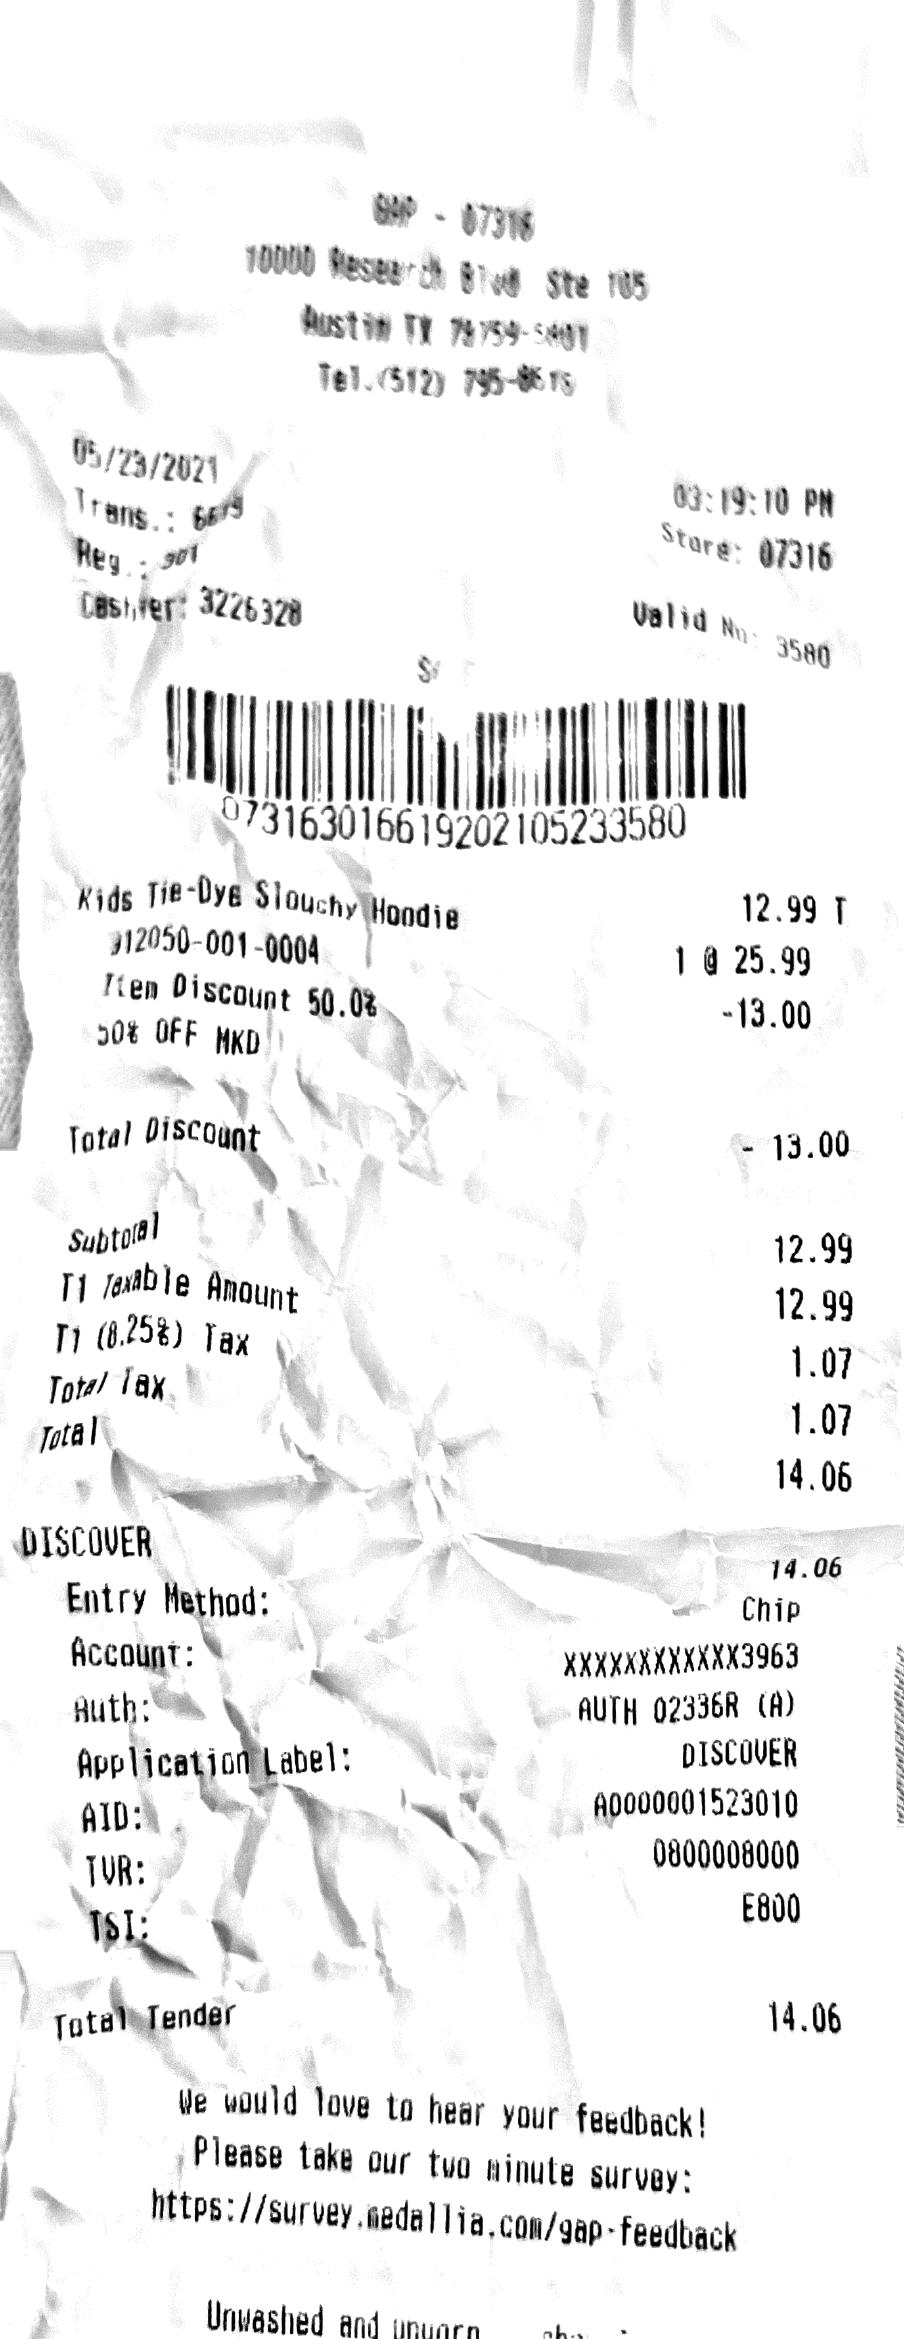 GAP - 07316
10000 Research Blvd Ste 105
Austin TX 78759-5801
Tel.(512) 795-
05/23/2021 03:19:10 PM
Trans.: 6619 Store: 07316
Reg.: 301
Cashier: 3226328 Valid No: 3580
073163016619202105233580
Kids Tie-Dye Slouchy Hoodie 12.99 T
912050-001-0004 1 @ 25.99
Item Discount 50.0% -13.00
50% OFF MKD
Total Discount - 13.00
Subtotal 12.99
T1 Taxable Amount 12.99
T1 (8.25%) Tax 1.07
Total Tax 1.07
Total 14.06
DISCOVER 14.06
Entry Method: Chip
Account: XXXXXXXXXXXX3963
Auth: AUTH 02336R (A)
Application Label: DISCOVER
AID: A0000001523010
TVR: 0800008000
TSI: E800
Total Tender 14.06
We would love to hear your feedback!
Please take our two minute survey:
https://survey.medallia.com/gap-feedback
Unwashed and unworn